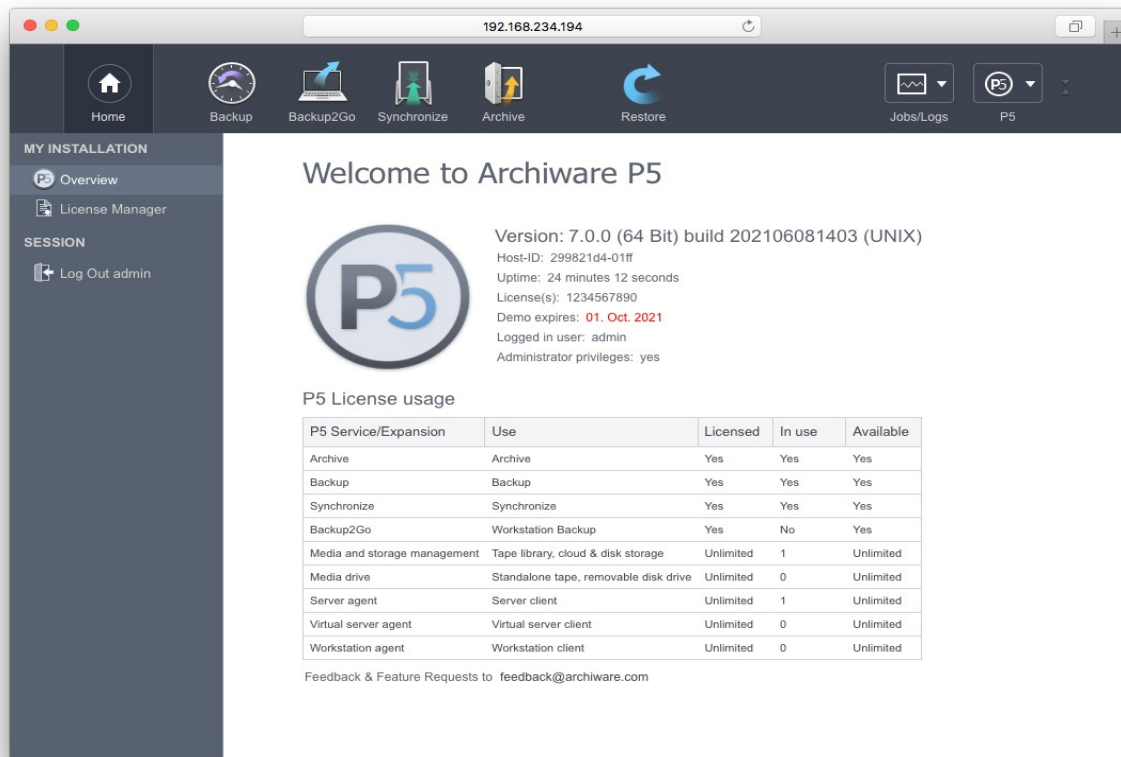 192.168.234.194
Home
Backup
Backup2Go
Synchronize
Archive
Restore
Jobs/Logs
P5
P5
MY INSTALLATION
P5 Overview
License Manager
SESSION
Log Out admin
Welcome to Archiware P5
P5
Version: 7.0.0 (64 Bit) build 202106081403 (UNIX)
Host-ID: 299821d4-01ff
Uptime: 24 minutes 12 seconds
License(s): 1234567890
Demo expires: 01. Oct. 2021
Logged in user: admin
Administrator privileges: yes
P5 License usage
P5 Service/Expansion Use Licensed In use Available
Archive Archive Yes Yes Yes
Backup Backup Yes Yes Yes
Synchronize Synchronize Yes Yes Yes
Backup2Go Workstation Backup Yes No Yes
Media and storage management Tape library, cloud & disk storage Unlimited 1 Unlimited
Media drive Standalone tape, removable disk drive Unlimited 0 Unlimited
Server agent Server client Unlimited 1 Unlimited
Virtual server agent Virtual server client Unlimited 0 Unlimited
Workstation agent Workstation client Unlimited 0 Unlimited
Feedback & Feature Requests to feedback@archiware.com